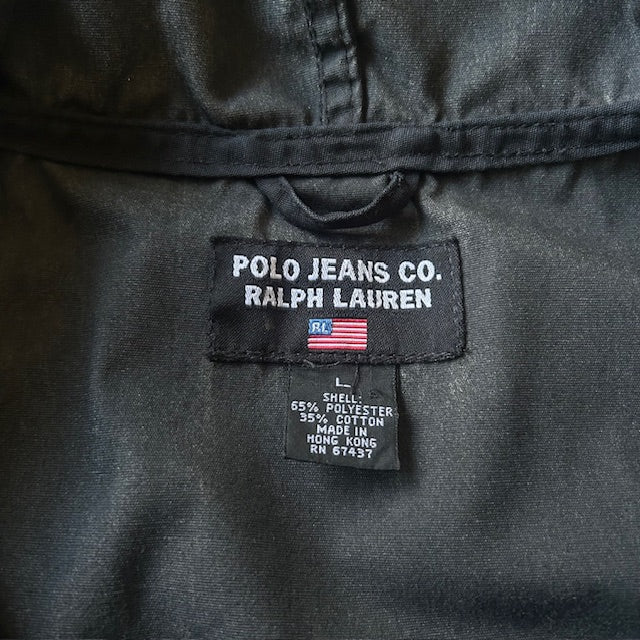 POLO JEANS CO.
RALPH LAUREN
RL
L
SHELL:
65% POLYESTER
35% COTTON
MADE IN
HONG KONG
RN 67437